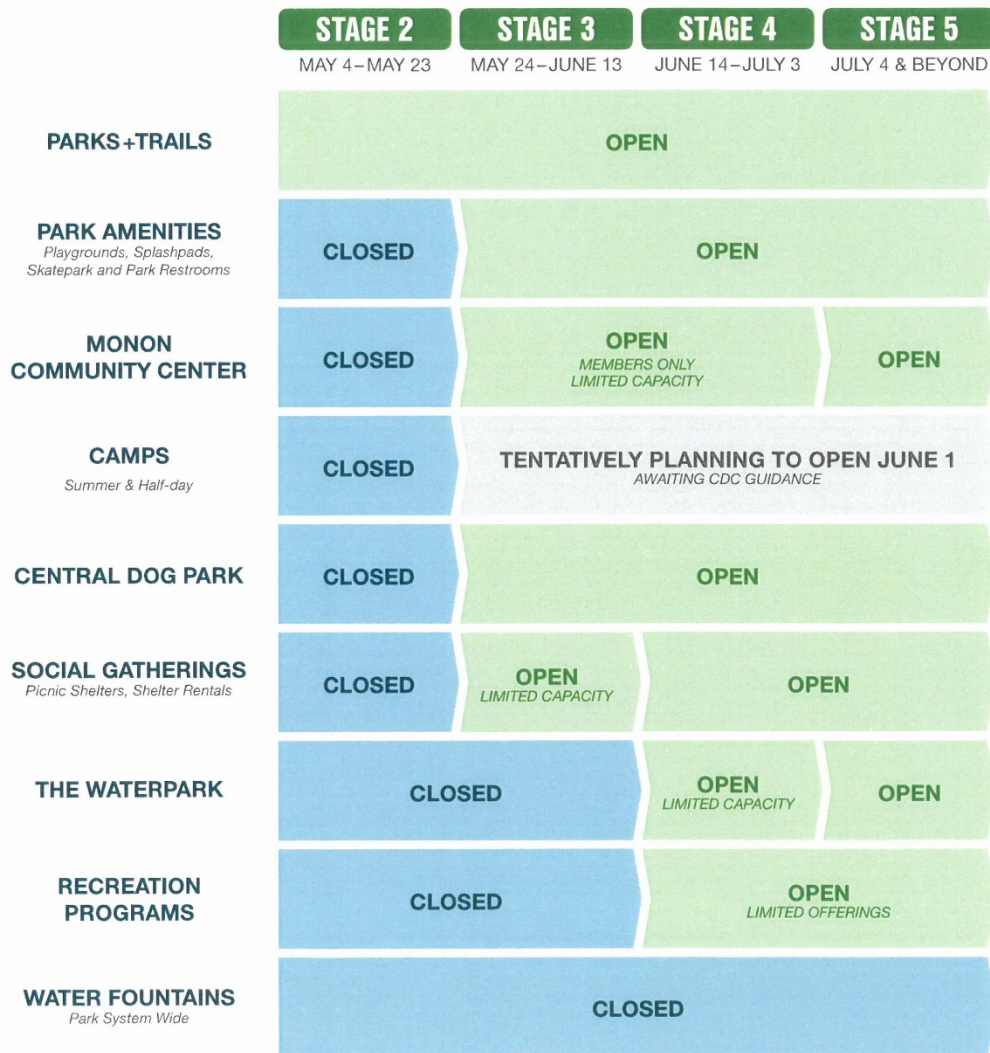 STAGE 2
STAGE 3
STAGE 4
STAGE 5
MAY 4–MAY 23
MAY 24–JUNE 13
JUNE 14–JULY 3
JULY 4 & BEYOND
PARKS+TRAILS
OPEN
PARK AMENITIES
Playgrounds, Splashpads,
Skatepark and Park Restrooms
CLOSED
OPEN
MONON
COMMUNITY CENTER
CLOSED
OPEN
MEMBERS ONLY
LIMITED CAPACITY
OPEN
CAMPS
Summer & Half-day
CLOSED
TENTATIVELY PLANNING TO OPEN JUNE 1
AWAITING CDC GUIDANCE
CENTRAL DOG PARK
CLOSED
OPEN
SOCIAL GATHERINGS
Picnic Shelters, Shelter Rentals
CLOSED
OPEN
LIMITED CAPACITY
OPEN
THE WATERPARK
CLOSED
OPEN
LIMITED CAPACITY
OPEN
RECREATION
PROGRAMS
CLOSED
OPEN
LIMITED OFFERINGS
WATER FOUNTAINS
Park System Wide
CLOSED